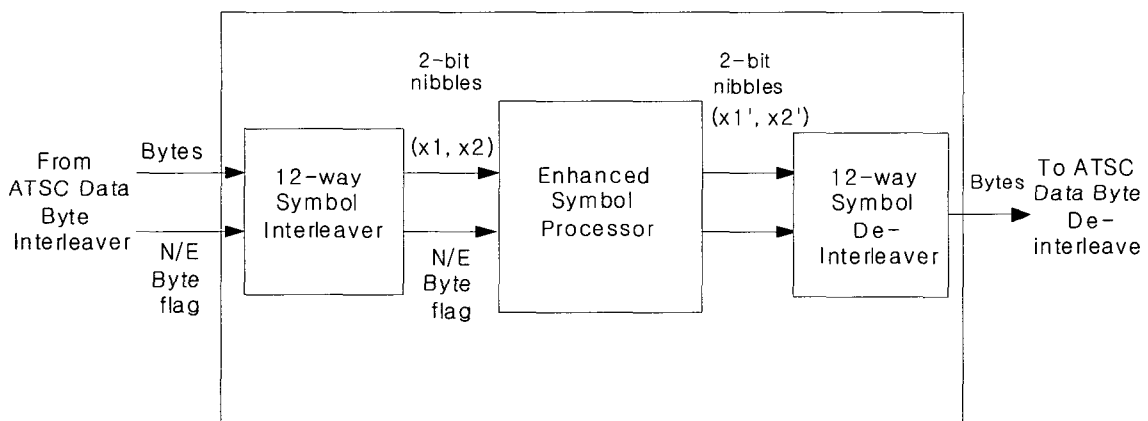 From
ATSC Data
Byte
Interleaver
Bytes
N/E
Byte
flag
12-way
Symbol
Interleaver
2-bit
nibbles
(x1, x2)
N/E
Byte
flag
Enhanced
Symbol
Processor
2-bit
nibbles
(x1', x2')
12-way
Symbol
De-
Interleaver
Bytes
To ATSC
Data Byte
De-
interleave